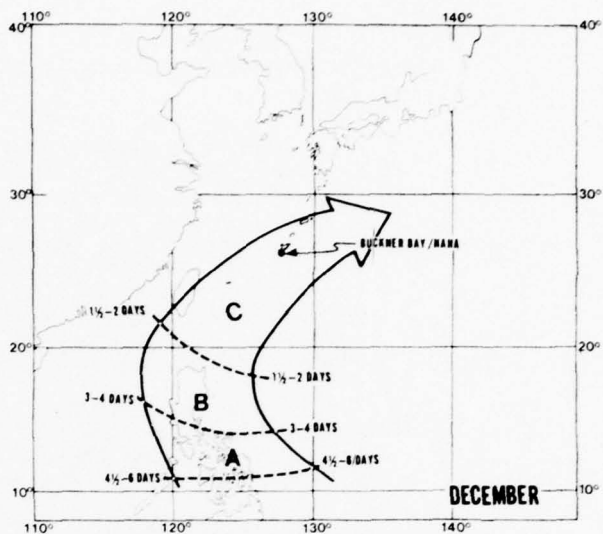 110° 120° 130° 140° 150°
40° 40°
30° 30°
BUCKNER BAY/NAHA
C
1½-2 DAYS
20° 20°
1½-2 DAYS
3-4 DAYS
B
3-4 DAYS
A
4½-6 DAYS
4½-6 DAYS
10° 10°
DECEMBER
110° 120° 130° 140°